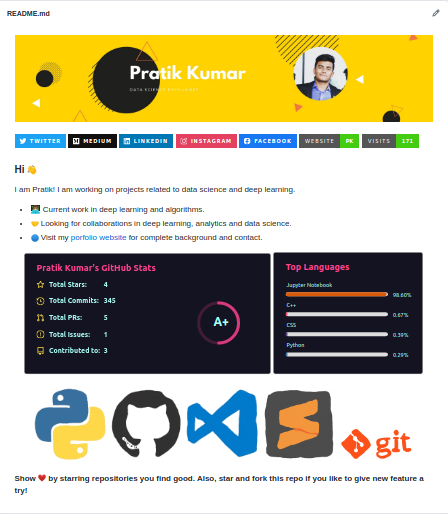 README.md
Pratik Kumar
TWITTER
MEDIUM
LINKEDIN
INSTAGRAM
FACEBOOK
WEBSITE PK
VISITS 171
Hi 👋
I am Pratik! I am working on projects related to data science and deep learning.
Current work in deep learning and algorithms.
Looking for collaborations in deep learning, analytics and data science.
Visit my porfolio website for complete background and contact.
Pratik Kumar's GitHub Stats
Total Stars: 4
Total Commits: 345
Total PRs: 5
Total Issues: 1
Contributed to: 3
A+
Top Languages
Jupyter Notebook
98.60%
C++
0.67%
CSS
0.39%
Python
0.29%
git
Show ❤️ by starring repositories you find good. Also, star and fork this repo if you like to give new feature a
try!